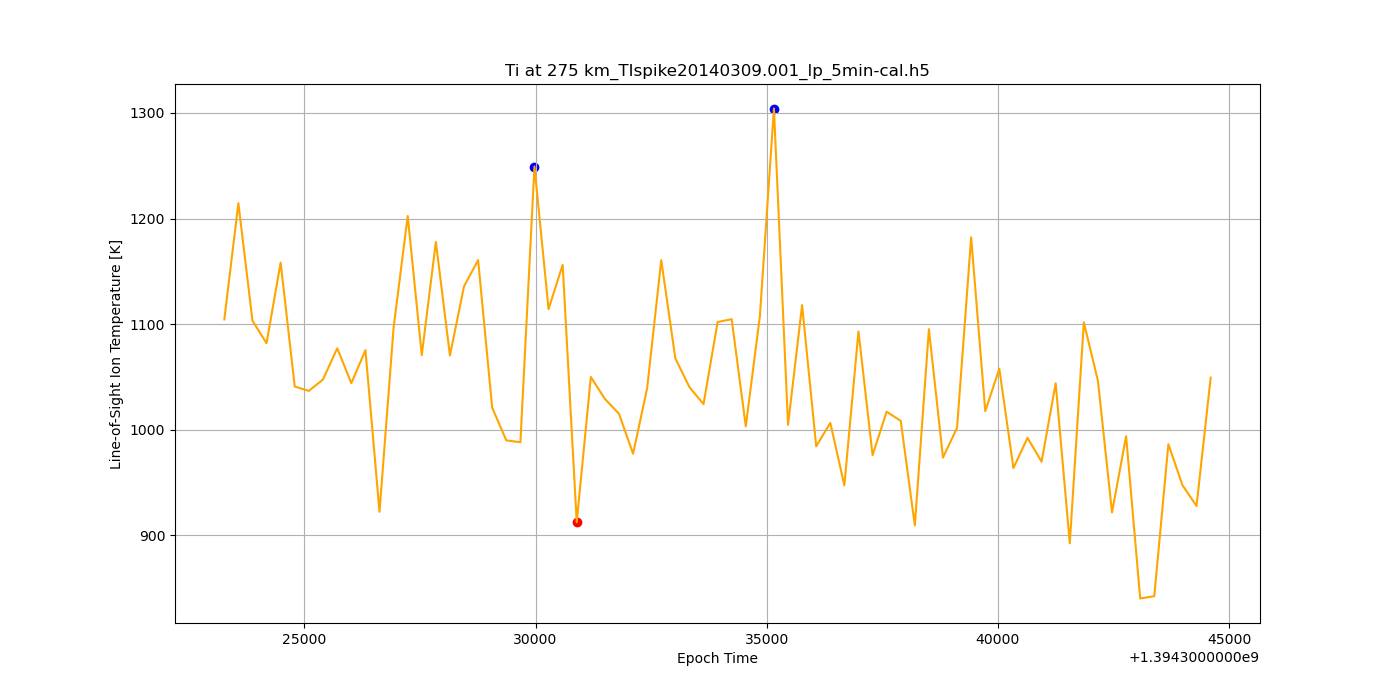 Ti at 275 km_TIspike20140309.001_lp_5min-cal.h5
Line-of-Sight Ion Temperature [K]
1300
1200
1100
1000
900
25000 30000 35000 40000 45000
Epoch Time
+1.3943000000e9